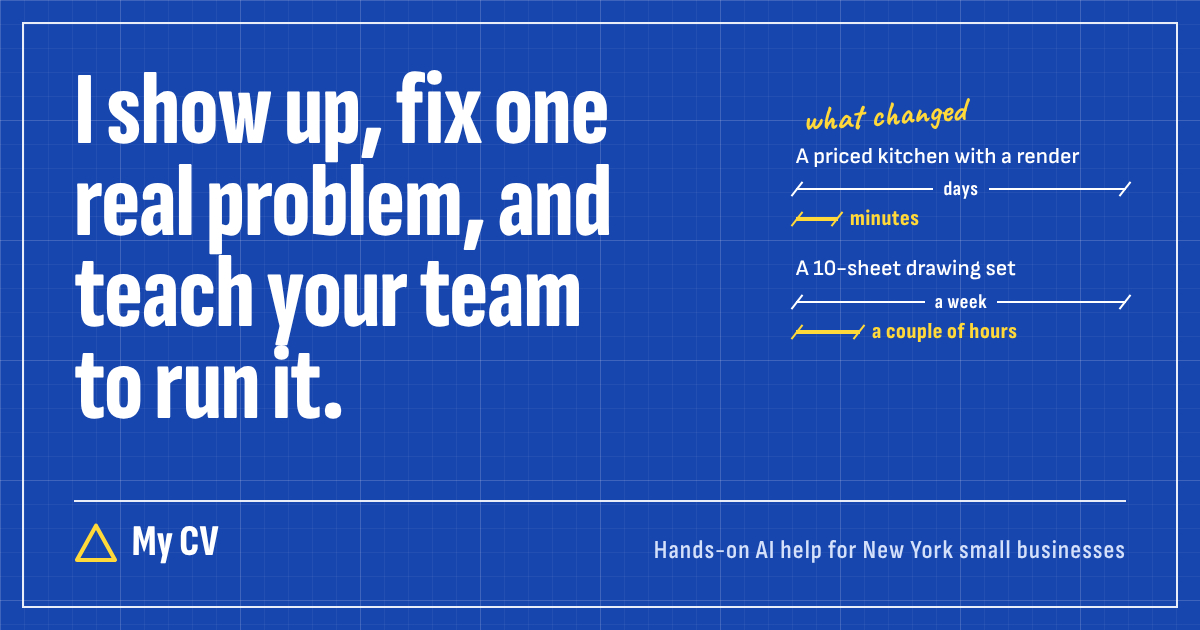 I show up, fix one
real problem, and
teach your team
to run it.
what changed
A priced kitchen with a render
days
minutes
A 10-sheet drawing set
a week
a couple of hours
My CV
Hands-on AI help for New York small businesses